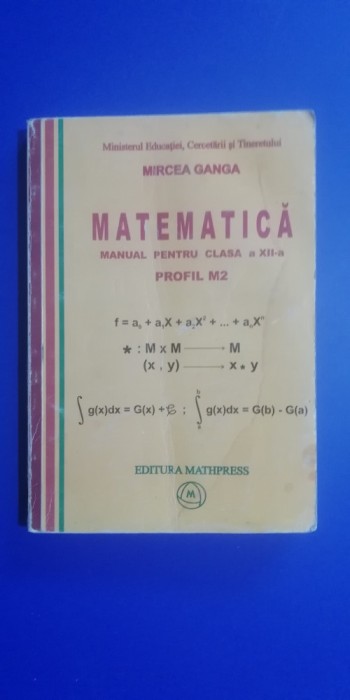 Ministerul Educației, Cercetării și Tineretului
MIRCEA GANGA
MATEMATICĂ
MANUAL PENTRU CLASA a XII-a
PROFIL M2
f = a₀ + a₁X + a₂X² + ... + aₙXⁿ
* : M x M → M
(x , y) → x * y
∫ g(x)dx = G(x) + 𝒞 ; ∫ₐᵇ g(x)dx = G(b) - G(a)
EDITURA MATHPRESS
M